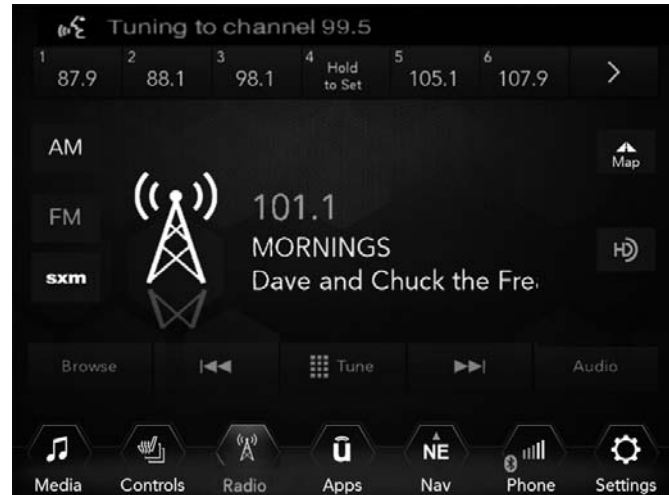 Tuning to channel 99.5
1 87.9 2 88.1 3 98.1 4 Hold to Set 5 105.1 6 107.9
AM
Map
FM
101.1
MORNINGS
HD
sxm
Dave and Chuck the Fre
Browse Tune Audio
ū NE
Media Controls Radio Apps Nav Phone Settings